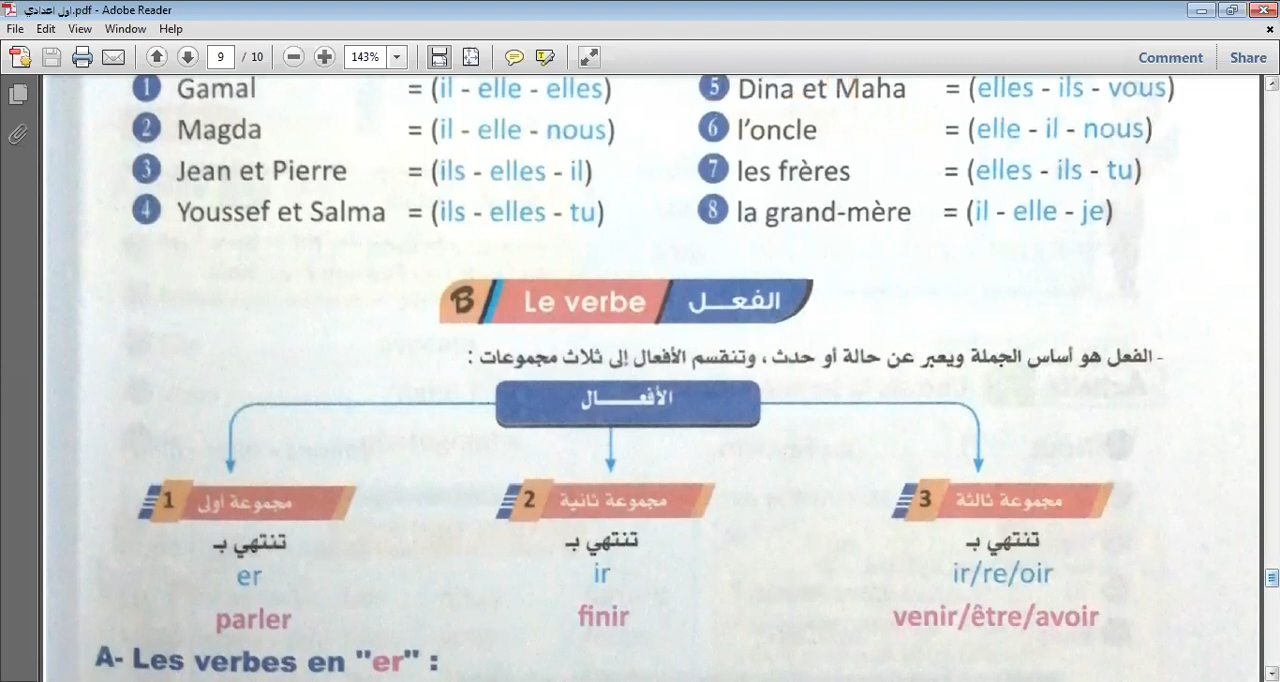 اول اعدادي.pdf - Adobe Reader
File Edit View Window Help
9 / 10 143% Comment Share
1 Gamal = (il - elle - elles)
2 Magda = (il - elle - nous)
3 Jean et Pierre = (ils - elles - il)
4 Youssef et Salma = (ils - elles - tu)
5 Dina et Maha = (elles - ils - vous)
6 l'oncle = (elle - il - nous)
7 les frères = (elles - ils - tu)
8 la grand-mère = (il - elle - je)
B Le verbe الفعل
- الفعل هو أساس الجملة ويعبر عن حالة أو حدث ، وتنقسم الأفعال إلى ثلاث مجموعات :
الأفعال
1 مجموعة أولى
تنتهي بـ
er
parler
2 مجموعة ثانية
تنتهي بـ
ir
finir
3 مجموعة ثالثة
تنتهي بـ
ir/re/oir
venir/être/avoir
A- Les verbes en "er" :